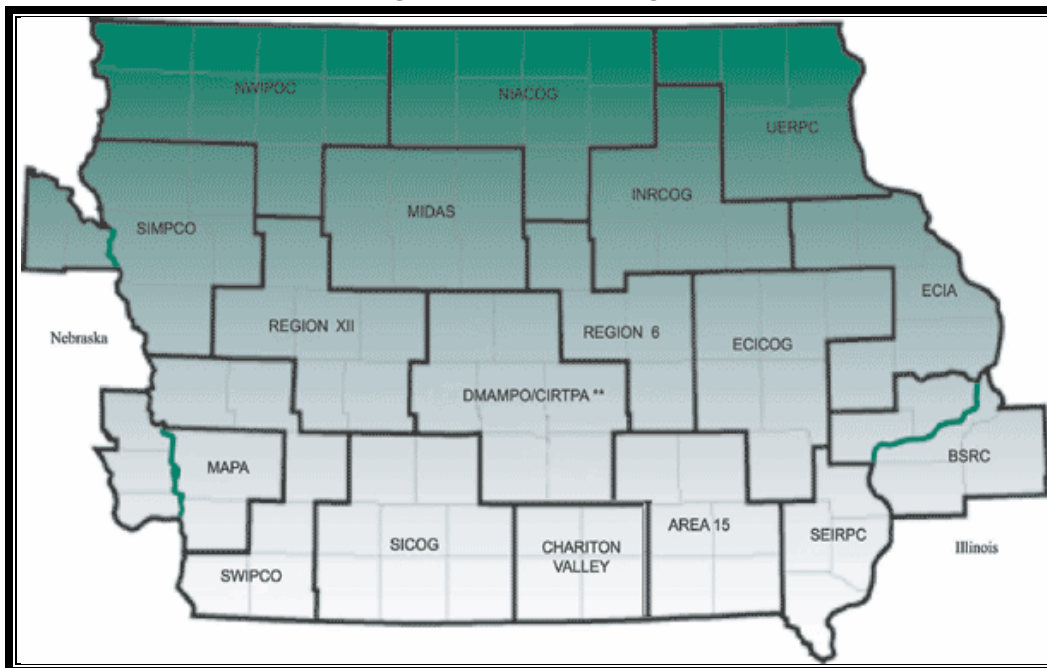 NWIPOC
NIACOG
UERPC
SIMPCO
MIDAS
INRCOG
ECIA
Nebraska
REGION XII
REGION 6
ECICOG
DMAMPO/CIRTPA **
MAPA
BSRC
SICOG
CHARITON
VALLEY
AREA 15
SEIRPC
Illinois
SWIPCO